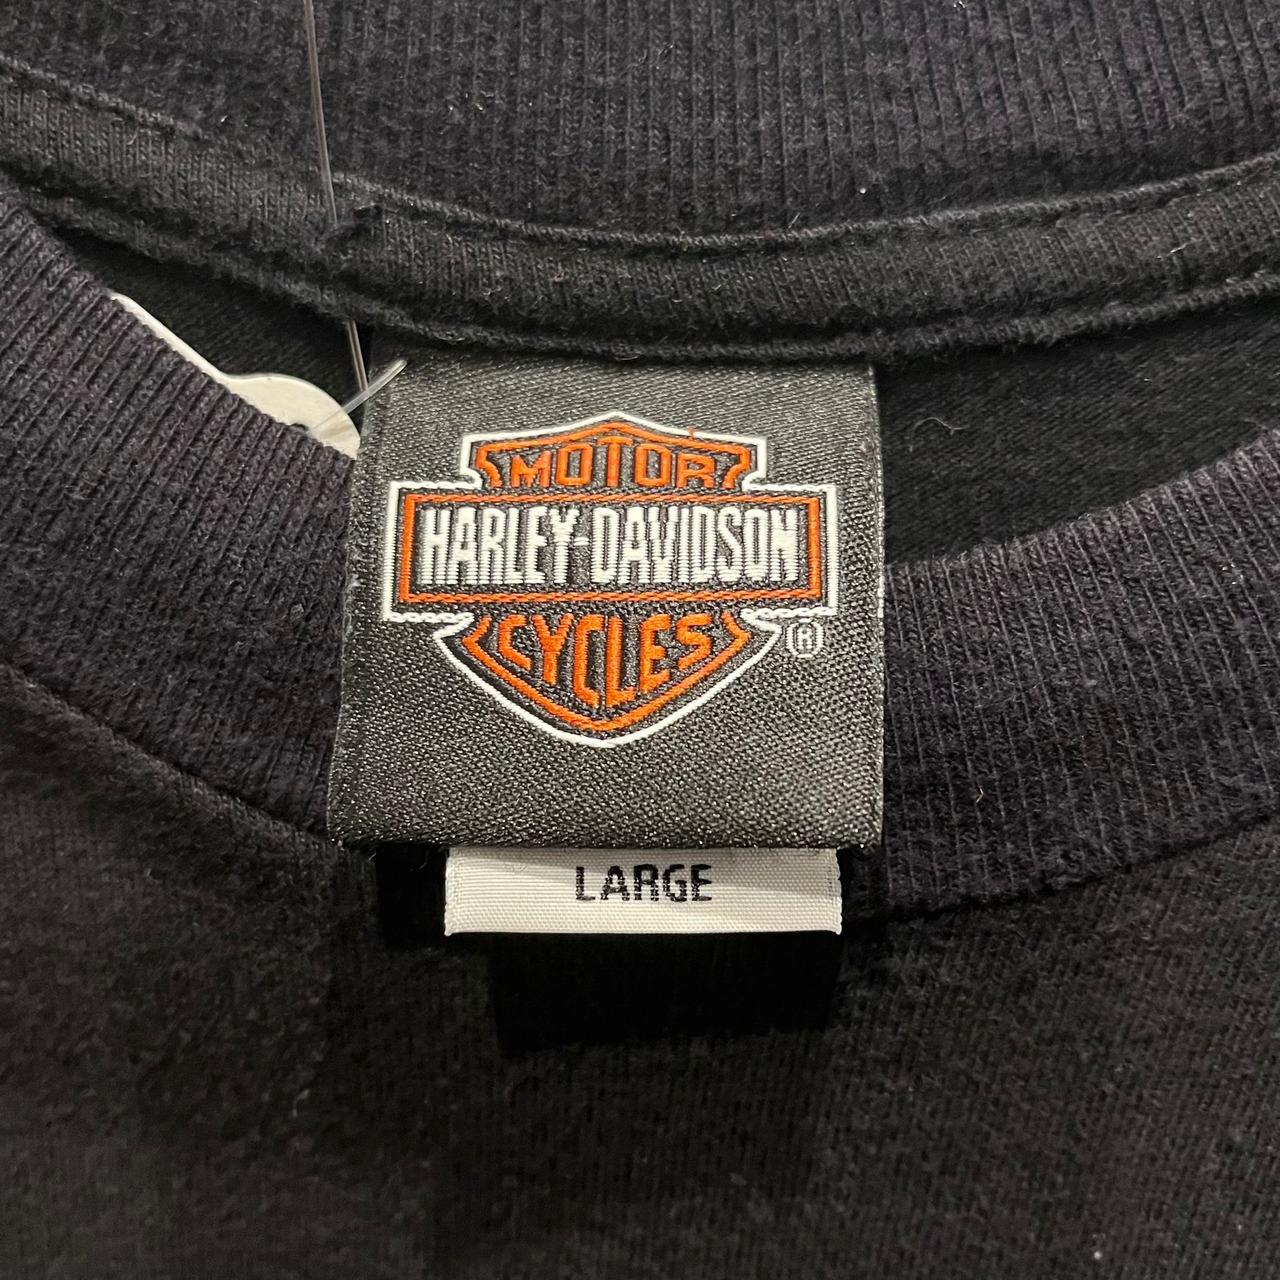 MOTOR
HARLEY-DAVIDSON
CYCLES
®
LARGE